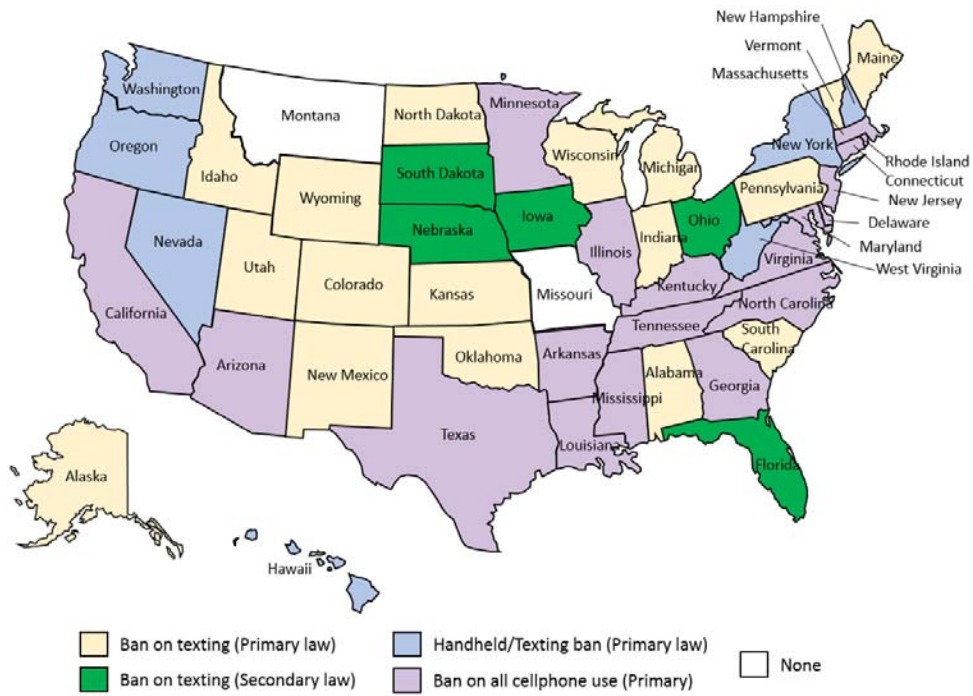 New Hampshire
Vermont
Massachusetts
Maine
Washington
Montana
North Dakota
Minnesota
Oregon
Idaho
Wisconsin
Michigan
New York
Rhode Island
Connecticut
New Jersey
Delaware
Maryland
West Virginia
South Dakota
Wyoming
Pennsylvania
Iowa
Ohio
Nebraska
Nevada
Utah
Illinois
Indiana
Virginia
Colorado
Kansas
Missouri
Kentucky
California
North Carolina
Tennessee
South
Carolina
Oklahoma
Arkansas
Arizona
New Mexico
Alabama
Georgia
Mississippi
Texas
Louisiana
Florida
Alaska
Hawaii
Ban on texting (Primary law)
Handheld/Texting ban (Primary law)
None
Ban on texting (Secondary law)
Ban on all cellphone use (Primary)